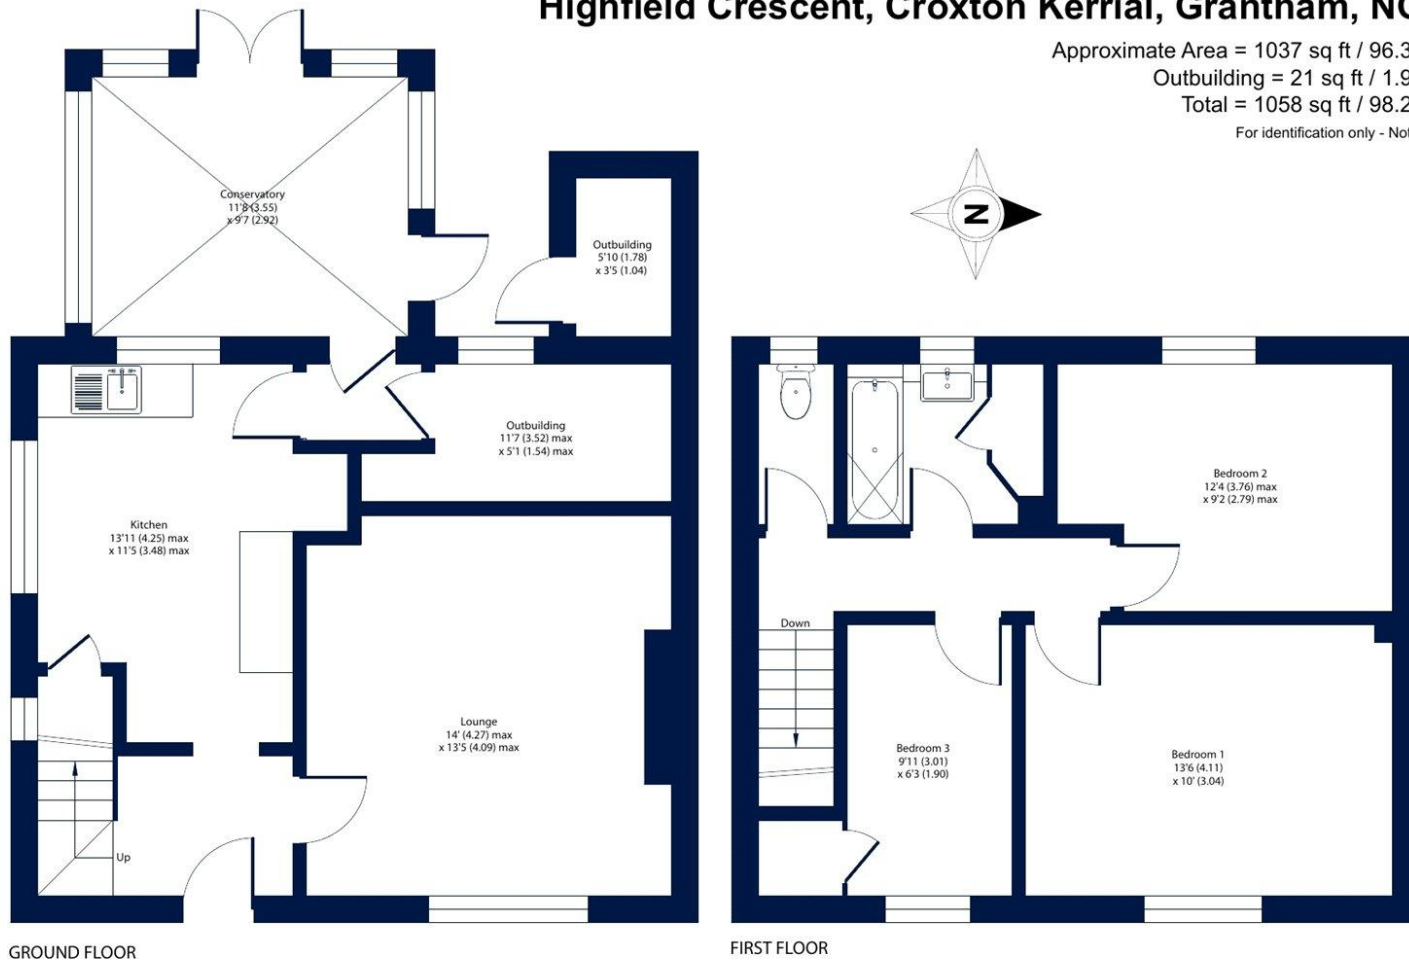 Highfield Crescent, Croxton Kerrial, Grantham,
Approximate Area = 1037 sq ft / 96.3
Outbuilding = 21 sq ft / 1.9
Total = 1058 sq ft / 98.2
For identification only - Not
N
Conservatory
11'8 (3.55)
x 9'7 (2.92)
Outbuilding
5'10 (1.78)
x 3'5 (1.04)
Outbuilding
11'7 (3.52) max
x 5'1 (1.54) max
Kitchen
13'11 (4.25) max
x 11'5 (3.48) max
Lounge
14' (4.27) max
x 13'5 (4.09) max
Up
GROUND FLOOR
Bedroom 2
12'4 (3.76) max
x 9'2 (2.79) max
Down
Bedroom 3
9'11 (3.01)
x 6'3 (1.90)
Bedroom 1
13'6 (4.11)
x 10' (3.04)
FIRST FLOOR